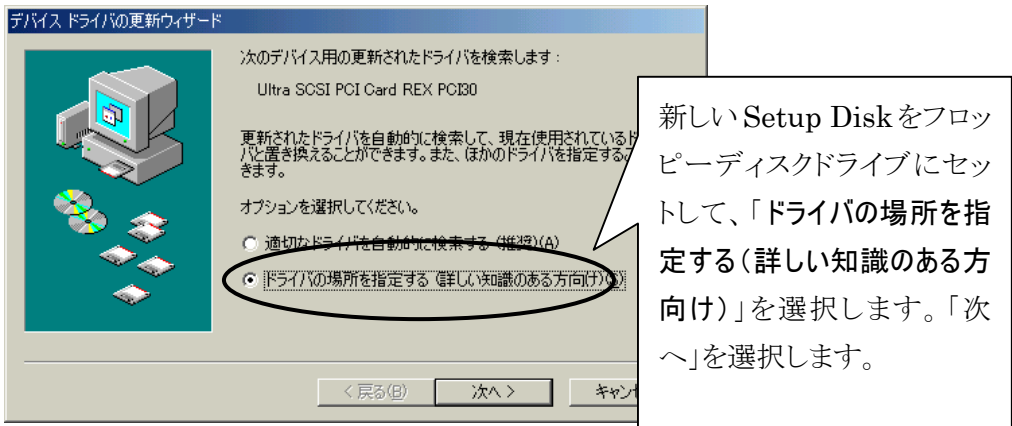 デバイス ドライバの更新ウィザード
次のデバイス用の更新されたドライバを検索します:
Ultra SCSI PCI Card REX PCI30
更新されたドライバを自動的に検索して、現在使用されているド
バと置き換えることができます。また、ほかのドライバを指定するこ
きます。
オプションを選択してください。
適切なドライバを自動的に検索する (推奨)(A)
ドライバの場所を指定する (詳しい知識のある方向け)(S)
< 戻る(B)
次へ >
キャンセ
新しい Setup Disk をフロッ
ピーディスクドライブにセッ
トして、「ドライバの場所を指
定する(詳しい知識のある方
向け)」を選択します。「次
へ」を選択します。